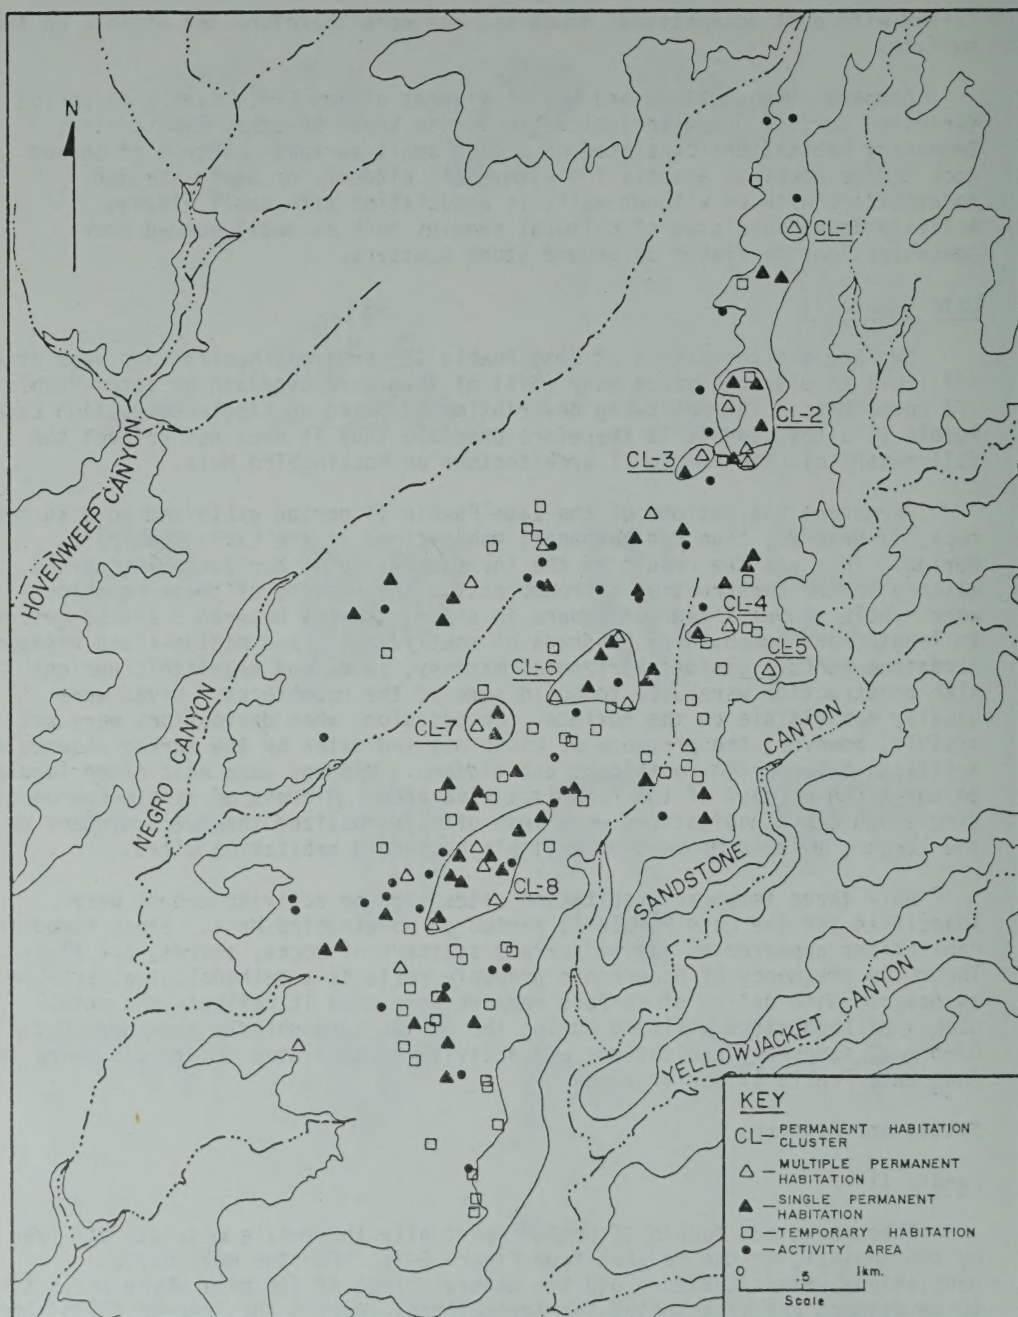 N
HOVENWEEP CANYON
NEGRO CANYON
CL-1
CL-2
CL-3
CL-4
CL-5
CL-6
CL-7
CL-8
SANDSTONE CANYON
YELLOWJACKET CANYON
KEY
CL — PERMANENT HABITATION
CLUSTER
△ — MULTIPLE PERMANENT
HABITATION
▲ — SINGLE PERMANENT
HABITATION
□ — TEMPORARY HABITATION
● — ACTIVITY AREA
0 .5 1km.
Scale